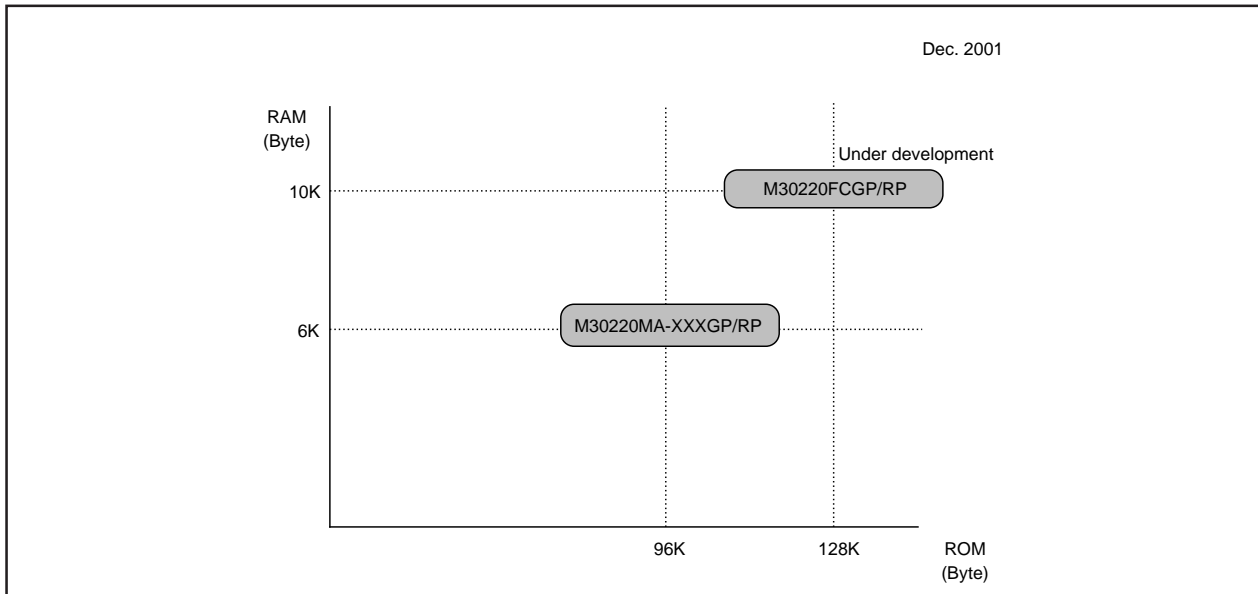 Dec. 2001
RAM
(Byte)
Under development
10K
M30220FCGP/RP
6K
M30220MA-XXXGP/RP
96K
128K
ROM
(Byte)